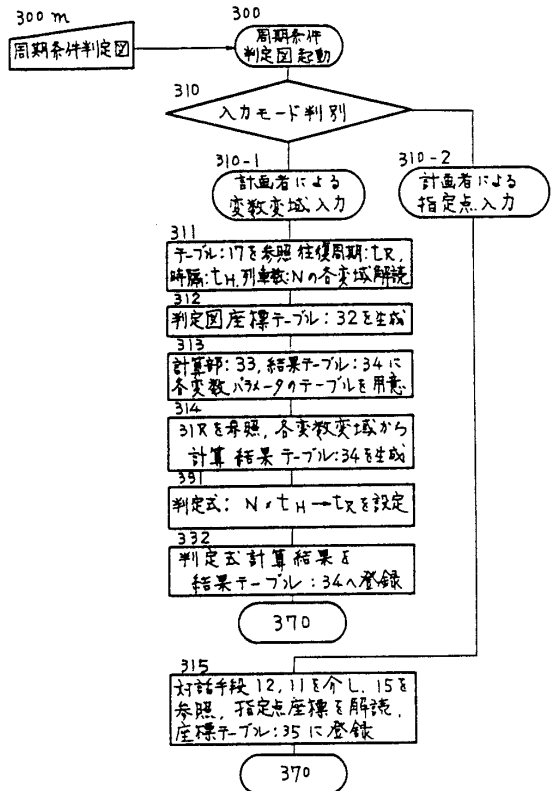 300m
周期条件判定図
300
周期条件
判定図起動
310
入力モード判別
310-1
計画者による
変数変域入力
310-2
計画者による
指定点入力
311
テーブル:17を参照 往復周期:tR,
時隔:tH,列車数:Nの各変域解読
312
判定図座標テーブル:32を生成
313
計算部:33,結果テーブル:34に
各変数パラメータのテーブルを用意
314
31Rを参照,各変数変域から
計算結果テーブル:34を生成
331
判定式: N*tH→tRを設定
332
判定式計算結果を
結果テーブル:34へ登録
370
315
対話手段12,11を介し,15を
参照,指定点座標を解読,
座標テーブル:35に登録
370